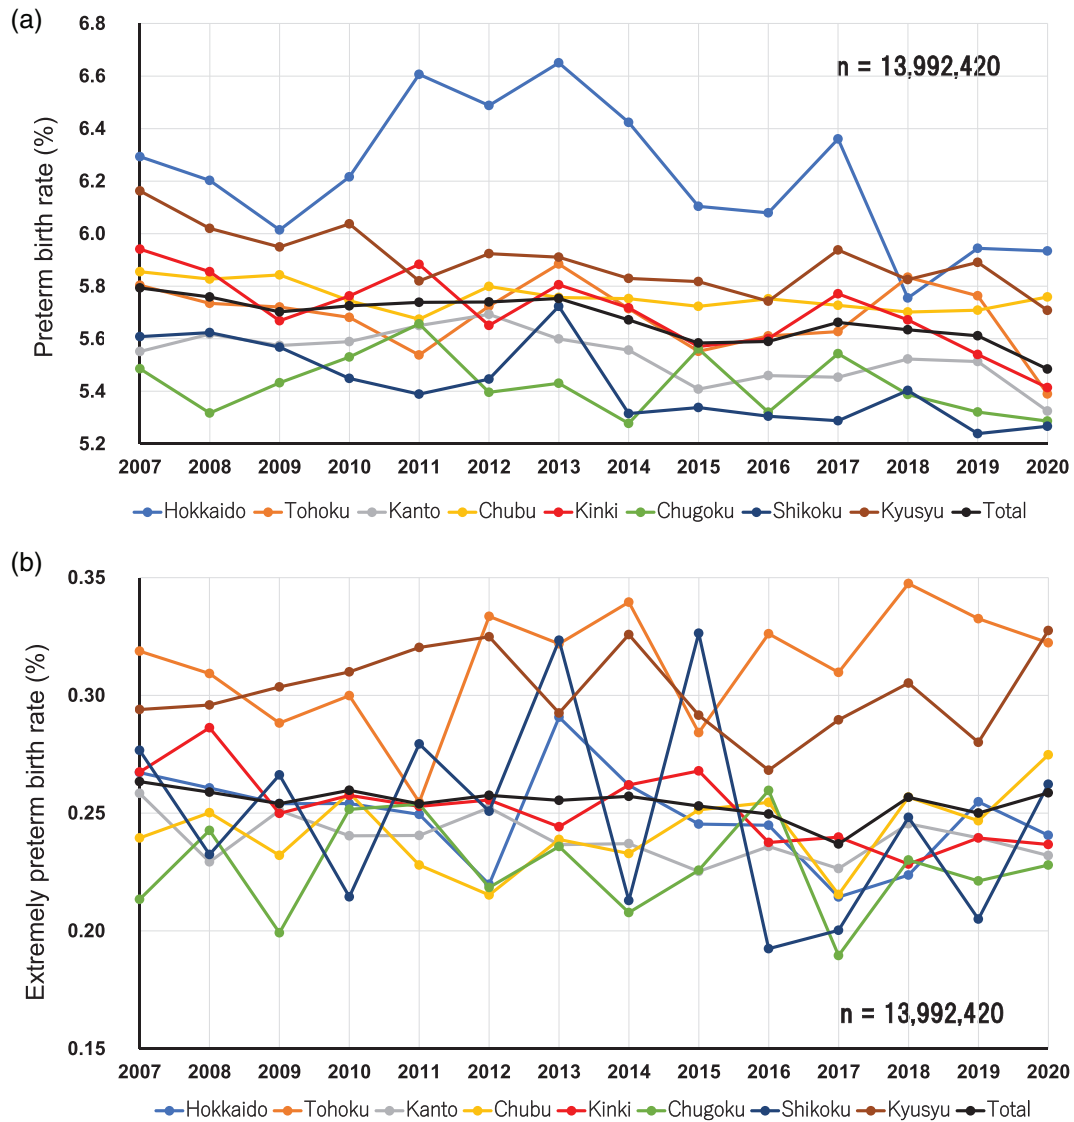 (a)
Preterm birth rate (%)
6.8
6.6
6.4
6.2
6.0
5.8
5.6
5.4
5.2
n = 13,992,420
2007 2008 2009 2010 2011 2012 2013 2014 2015 2016 2017 2018 2019 2020
Hokkaido Tohoku Kanto Chubu Kinki Chugoku Shikoku Kyusyu Total
(b)
Extremely preterm birth rate (%)
0.35
0.30
0.25
0.20
0.15
n = 13,992,420
2007 2008 2009 2010 2011 2012 2013 2014 2015 2016 2017 2018 2019 2020
Hokkaido Tohoku Kanto Chubu Kinki Chugoku Shikoku Kyusyu Total